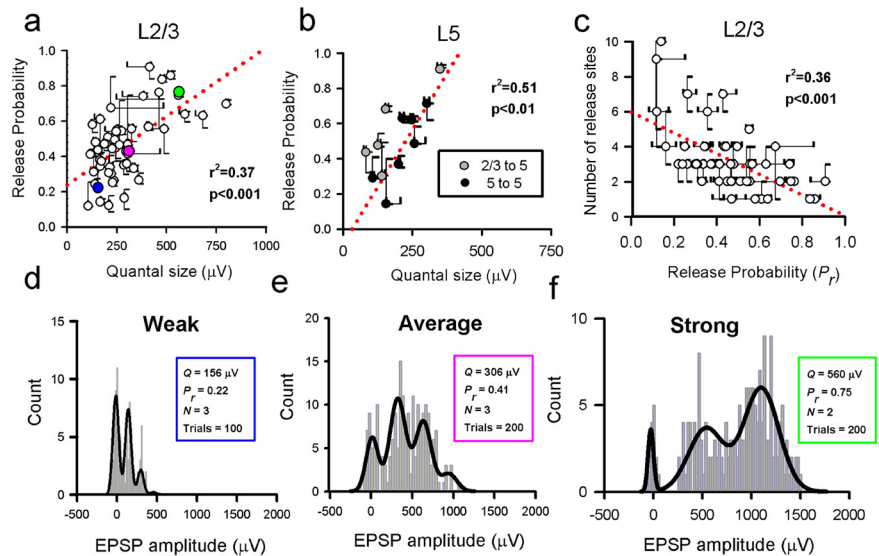 a
L2/3
Release Probability
1.0
0.8
0.6
0.4
0.2
0.0
r²=0.37
p<0.001
0
250
500
750
1000
Quantal size (μV)
b
L5
Release Probability
1.0
0.8
0.6
0.4
0.2
0.0
r²=0.51
p<0.01
2/3 to 5
5 to 5
0
250
500
750
Quantal size (μV)
c
L2/3
Number of release sites
10
8
6
4
2
0
r²=0.36
p<0.001
0.0
0.2
0.4
0.6
0.8
1.0
Release Probability (Pr)
d
Weak
Count
15
10
5
0
Q = 156 μV
Pr = 0.22
N = 3
Trials = 100
-500
0
500
1000
1500
2000
EPSP amplitude (μV)
e
Average
Count
20
15
10
5
0
Q = 306 μV
Pr = 0.41
N = 3
Trials = 200
-500
0
500
1000
1500
2000
EPSP amplitude (μV)
f
Strong
Count
10
5
0
Q = 560 μV
Pr = 0.75
N = 2
Trials = 200
-500
0
500
1000
1500
2000
EPSP amplitude (μV)